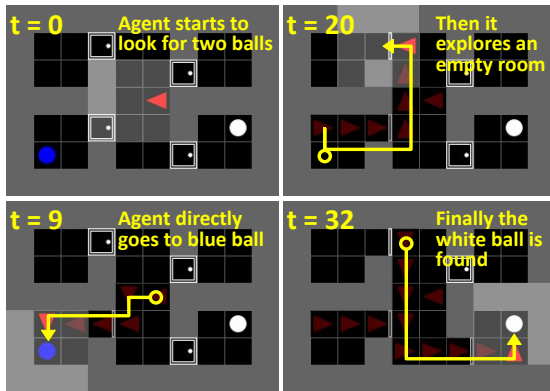 t = 0
Agent starts to
look for two balls
t = 20
Then it
explores an
empty room
t = 9
Agent directly
goes to blue ball
t = 32
Finally the
white ball is
found